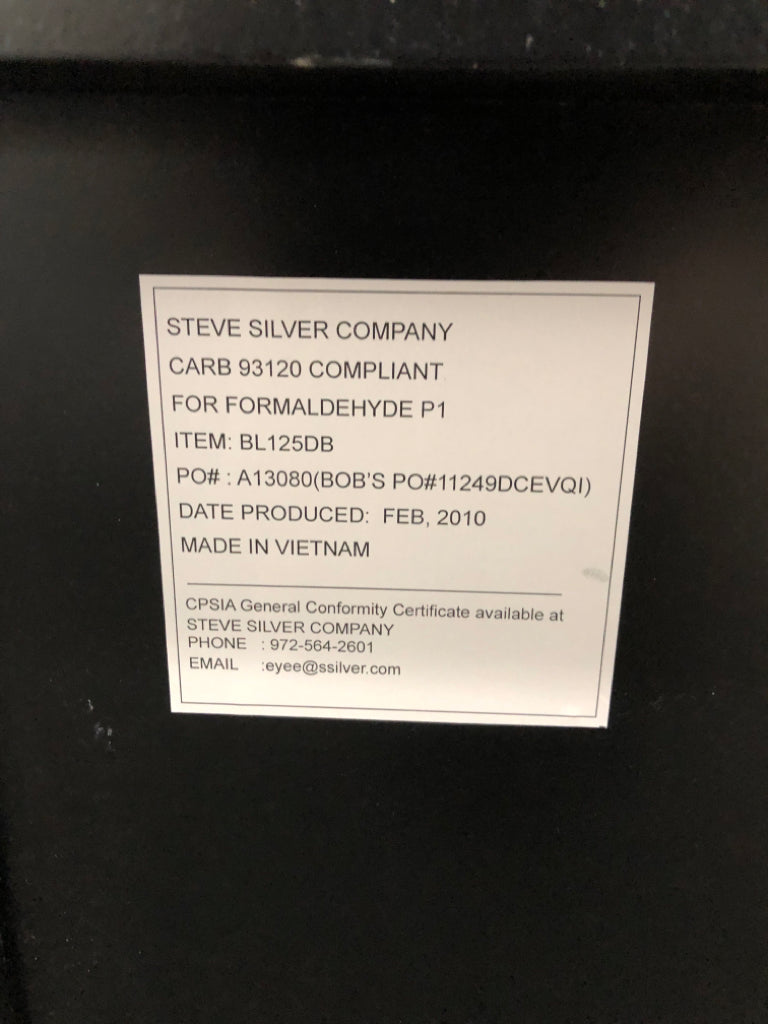 STEVE SILVER COMPANY
CARB 93120 COMPLIANT
FOR FORMALDEHYDE P1
ITEM: BL125DB
PO# : A13080(BOB'S PO#11249DCEVQI)
DATE PRODUCED: FEB, 2010
MADE IN VIETNAM
CPSIA General Conformity Certificate available at
STEVE SILVER COMPANY
PHONE : 972-564-2601
EMAIL :eyee@ssilver.com